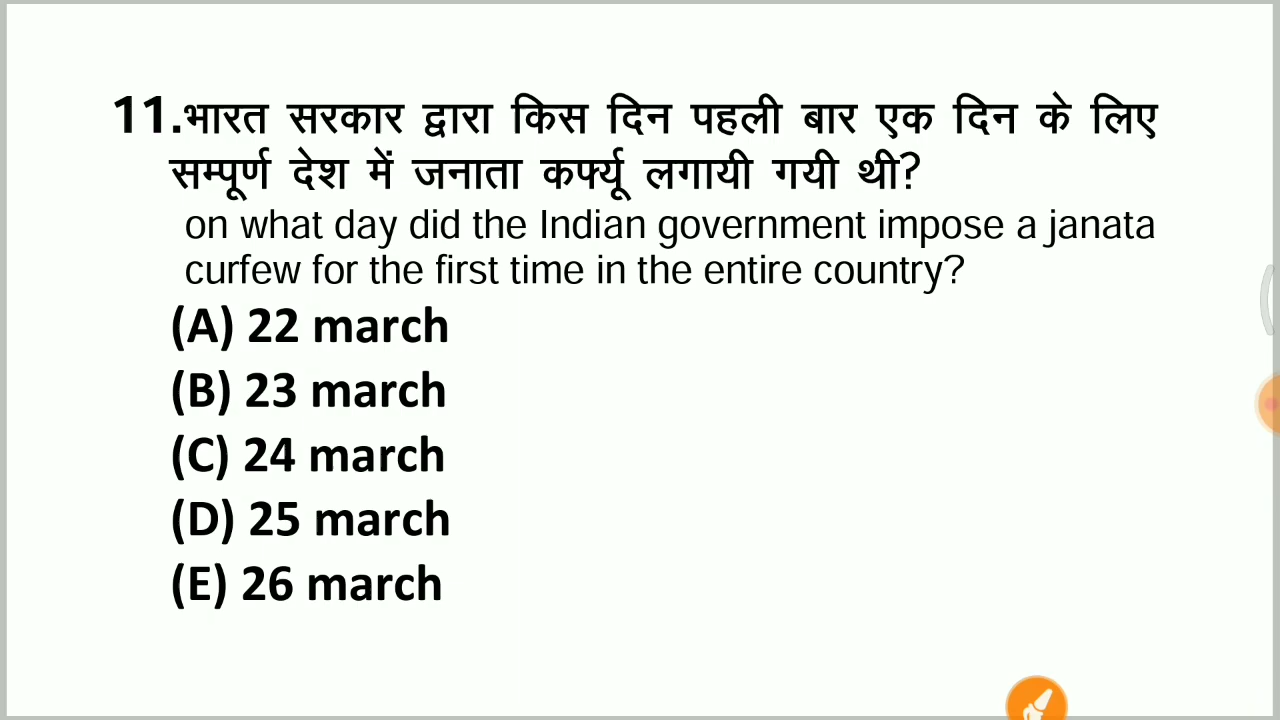 11.भारत सरकार द्वारा किस दिन पहली बार एक दिन के लिए
सम्पूर्ण देश में जनाता कर्फ्यू लगायी गयी थी?
on what day did the Indian government impose a janata
curfew for the first time in the entire country?
(A) 22 march
(B) 23 march
(C) 24 march
(D) 25 march
(E) 26 march